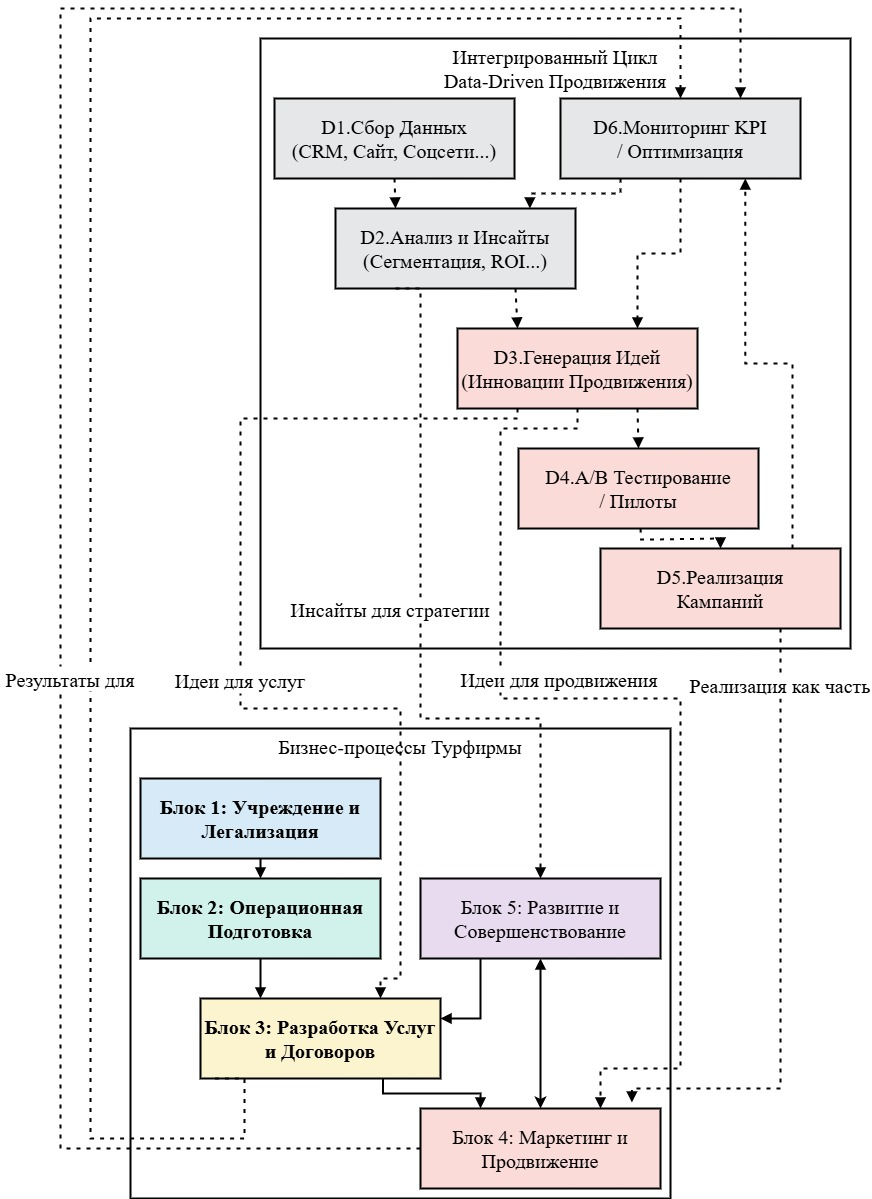 Интегрированный Цикл
Data-Driven Продвижения
D1.Сбор Данных
(CRM, Сайт, Соцсети...)
D6.Мониторинг KPI
/ Оптимизация
D2.Анализ и Инсайты
(Сегментация, ROI...)
D3.Генерация Идей
(Инновации Продвижения)
D4.A/B Тестирование
/ Пилоты
D5.Реализация
Кампаний
Инсайты для стратегии
Результаты для
Идеи для услуг
Идеи для продвижения
Реализация как часть
Бизнес-процессы Турфирмы
Блок 1: Учреждение и
Легализация
Блок 2: Операционная
Подготовка
Блок 5: Развитие и
Совершенствование
Блок 3: Разработка Услуг
и Договоров
Блок 4: Маркетинг и
Продвижение